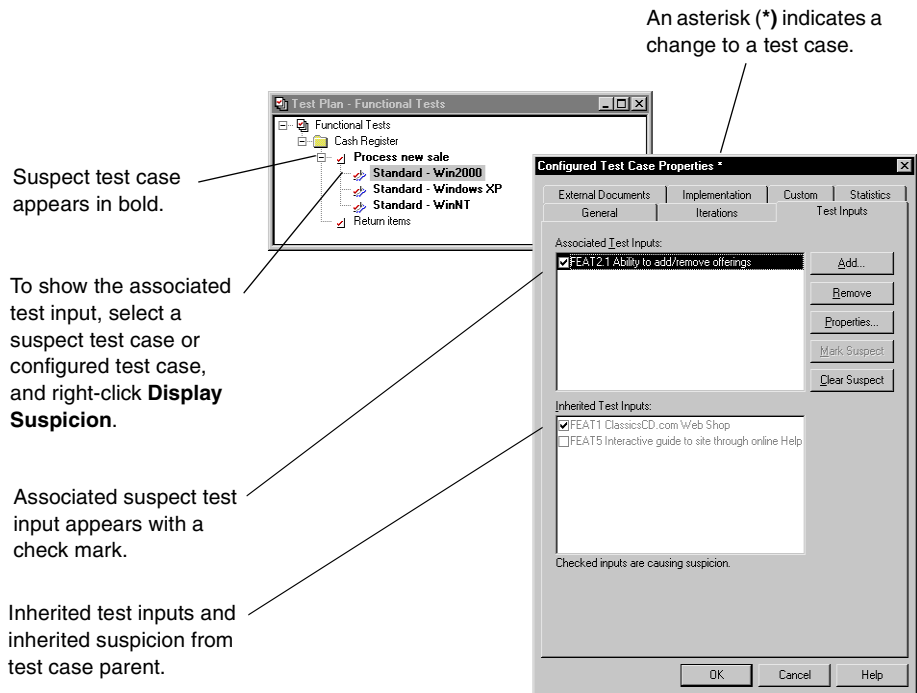 An asterisk (*) indicates a
change to a test case.
Test Plan - Functional Tests
Functional Tests
Cash Register
Process new sale
Standard - Win2000
Standard - Windows XP
Standard - WinNT
Return items
Suspect test case
appears in bold.
To show the associated
test input, select a
suspect test case or
configured test case,
and right-click Display
Suspicion.
Associated suspect test
input appears with a
check mark.
Inherited test inputs and
inherited suspicion from
test case parent.
Configured Test Case Properties *
External Documents
Implementation
Custom
Statistics
General
Iterations
Test Inputs
Associated Test Inputs:
FEAT2.1 Ability to add/remove offerings
Add...
Remove
Properties...
Mark Suspect
Clear Suspect
Inherited Test Inputs:
FEAT1 ClassicsCD.com Web Shop
FEAT5 Interactive guide to site through online Help
Checked inputs are causing suspicion.
OK
Cancel
Help